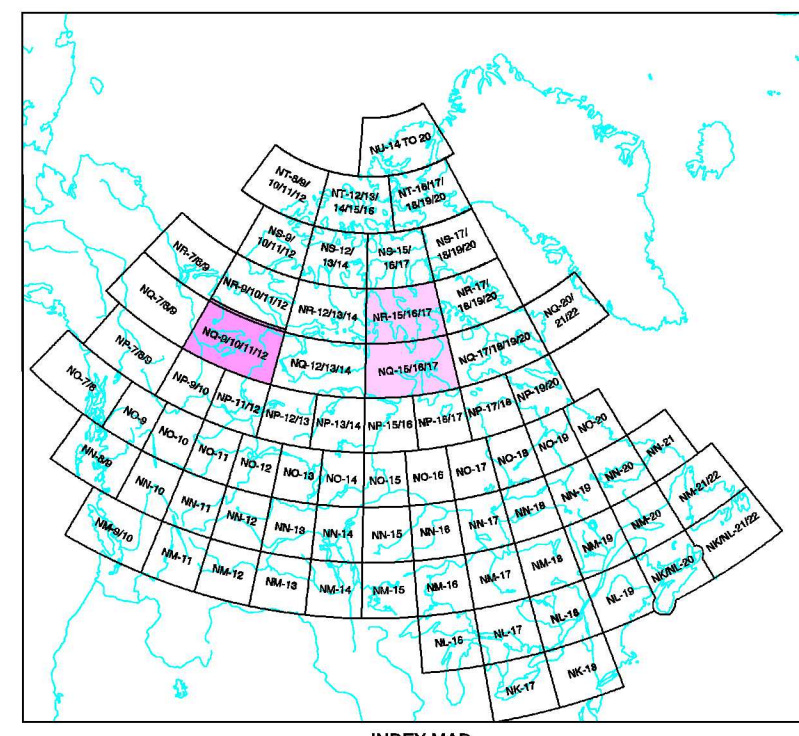 NU-14 TO 20
NT-8/9/
10/11/12
NT-12/13/
14/15/16
NT-16/17/
18/19/20
NS-9/
10/11/12
NS-12/
13/14
NS-15/
16/17
NS-17/
18/19/20
NR-7/8/9
NR-9/10/11/12
NR-12/13/14
NR-15/16/17
NR-17/
18/19/20
NQ-7/8/9
NQ-9/10/11/12
NQ-12/13/14
NQ-15/16/17
NQ-17/18/19/20
NQ-20/
21/22
NP-7/8/9
NP-9/10
NP-11/12
NP-12/13
NP-13/14
NP-15/16
NP-16/17
NP-17/18
NP-19/20
NO-7/8
NO-9
NO-10
NO-11
NO-12
NO-13
NO-14
NO-15
NO-16
NO-17
NO-18
NO-19
NO-20
NN-8/9
NN-10
NN-11
NN-12
NN-13
NN-14
NN-15
NN-16
NN-17
NN-18
NN-19
NN-20
NN-21
NM-9/10
NM-11
NM-12
NM-13
NM-14
NM-15
NM-16
NM-17
NM-18
NM-19
NM-20
NM-21/22
NL-16
NL-17
NL-18
NL-19
NK/NL-20
NK/NL-21/22
NK-17
NK-18
INDEX MAP